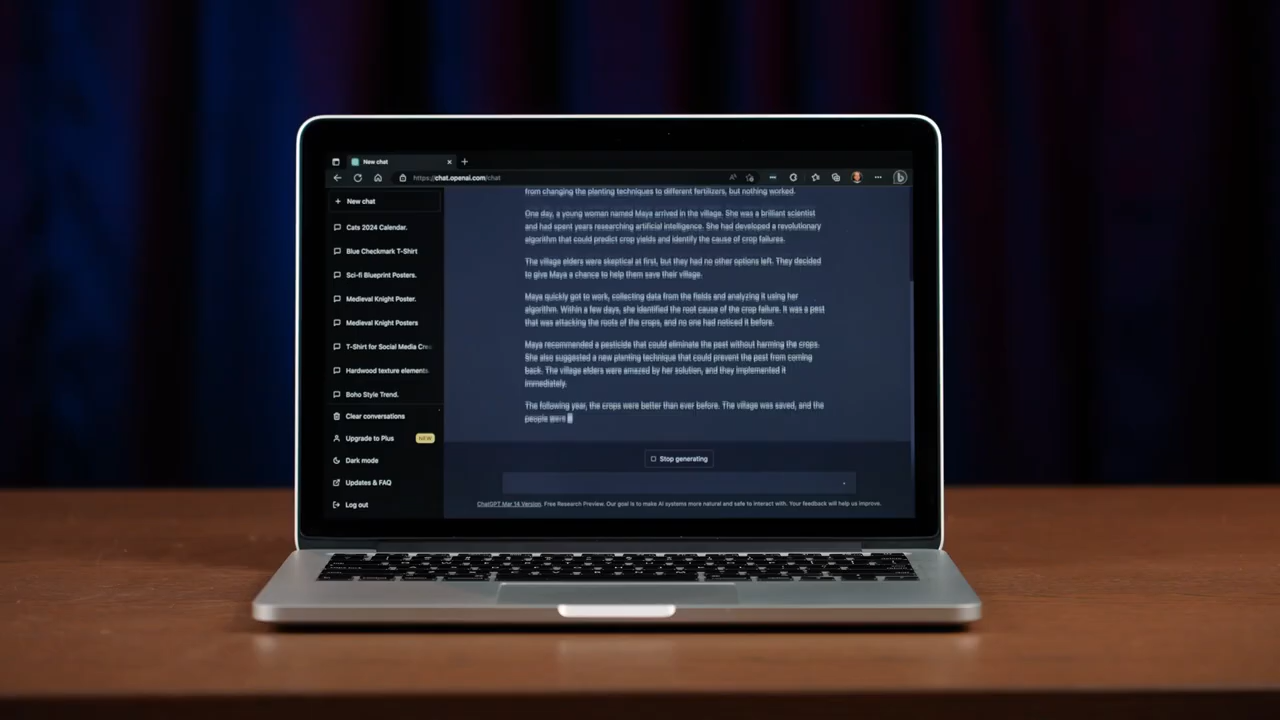 New chat
https://chat.openai.com/chat
New chat
Cats 2024 Calendar.
Blue Checkmark T-Shirt
Sci-fi Blueprint Posters.
Medieval Knight Poster.
Medieval Knight Posters
T-Shirt for Social Media Cre
Hardwood texture elements.
Boho Style Trend.
Clear conversations
Upgrade to Plus NEW
Dark mode
Updates & FAQ
Log out
from changing the planting techniques to different fertilizers, but nothing worked.
One day, a young woman named Maya arrived in the village. She was a brilliant scientist
and had spent years researching artificial intelligence. She had developed a revolutionary
algorithm that could predict crop yields and identify the cause of crop failures.
The village elders were skeptical at first, but they had no other options left. They decided
to give Maya a chance to help them save their village.
Maya quickly got to work, collecting data from the fields and analyzing it using her
algorithm. Within a few days, she identified the root cause of the crop failure. It was a pest
that was attacking the roots of the crops, and no one had noticed it before.
Maya recommended a pesticide that could eliminate the pest without harming the crops.
She also suggested a new planting technique that could prevent the pest from coming
back. The village elders were amazed by her solution, and they implemented it
immediately.
The following year, the crops were better than ever before. The village was saved, and the
people were
Stop generating
ChatGPT Mar 14 Version. Free Research Preview. Our goal is to make AI systems more natural and safe to interact with. Your feedback will help us improve.